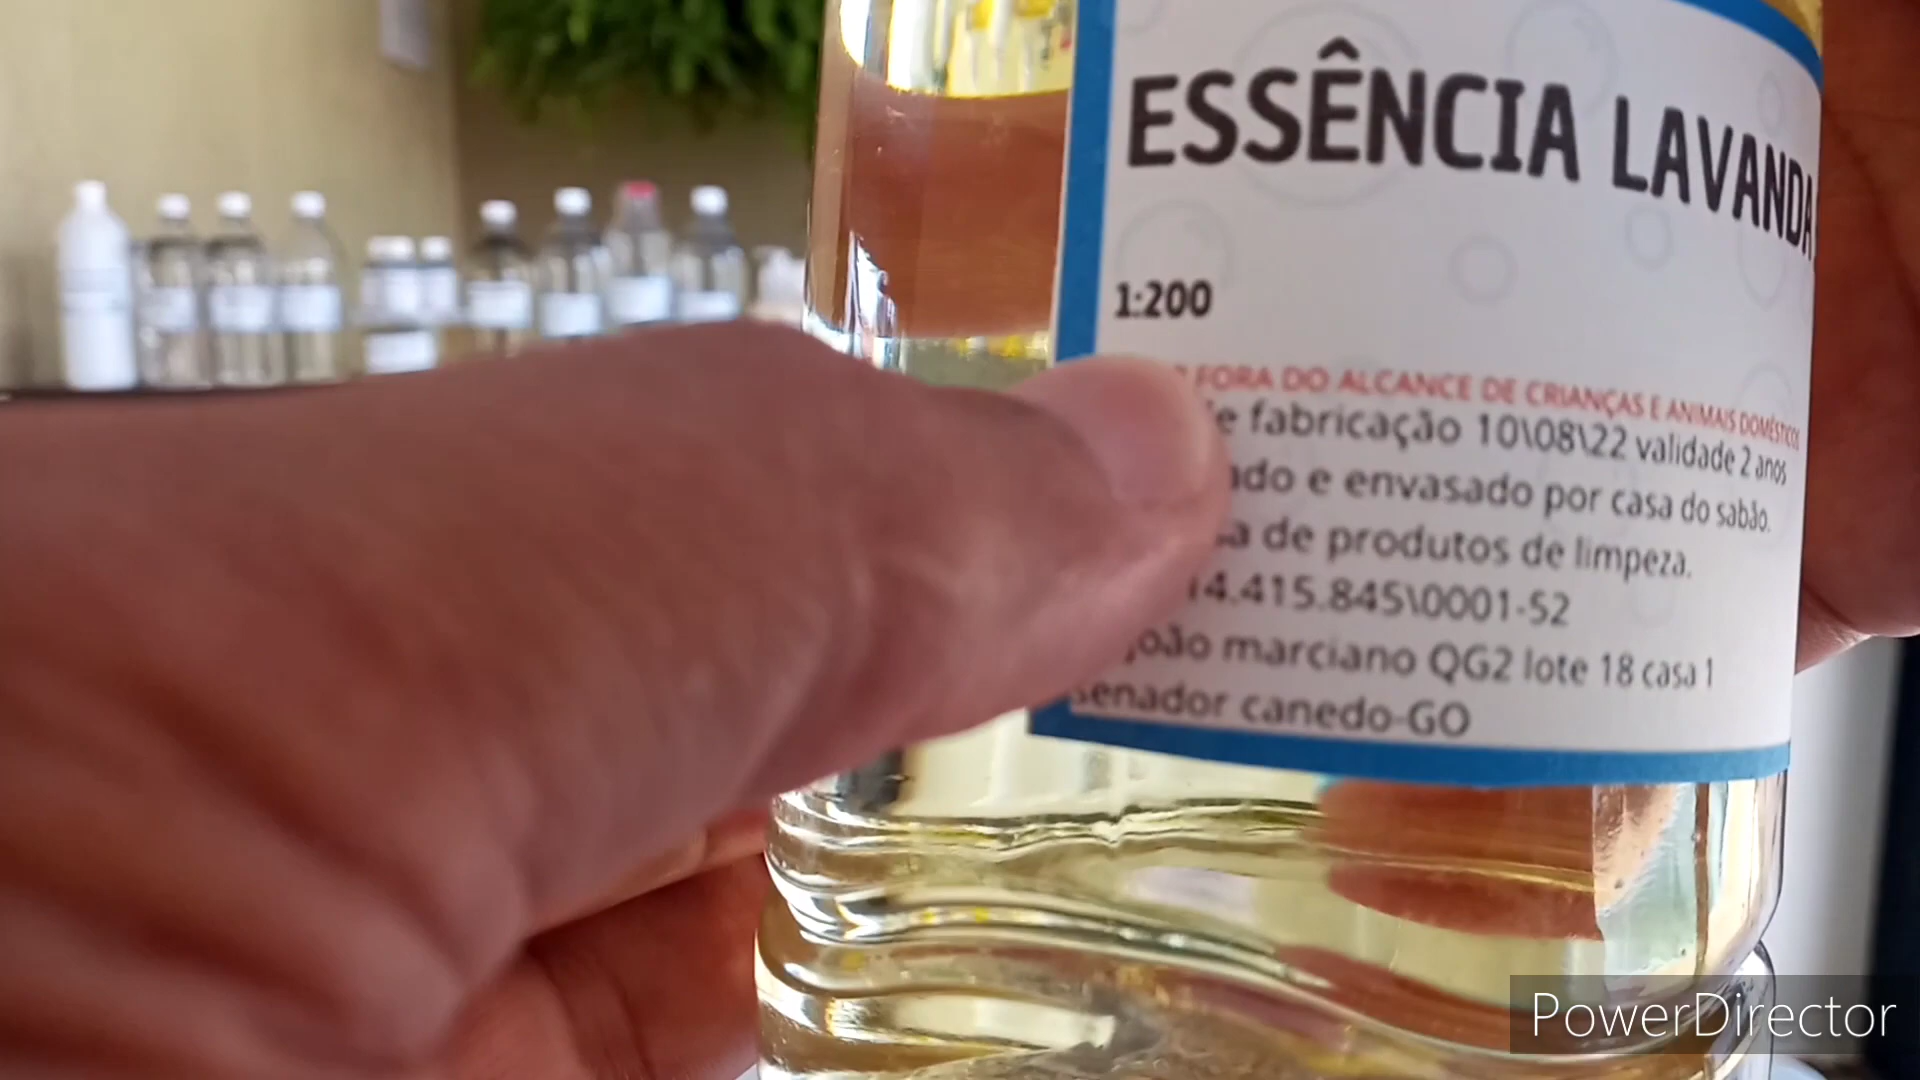 ESSÊNCIA LAVANDA
1:200
FORA DO ALCANCE DE CRIANÇAS E ANIMAIS DOMÉSTICOS
fabricação 10\08\22 validade 2 anos
e envasado por casa do sabão.
de produtos de limpeza.
14.415.845\0001-52
joão marciano QG2 lote 18 casa 1
senador canedo-GO
PowerDirector